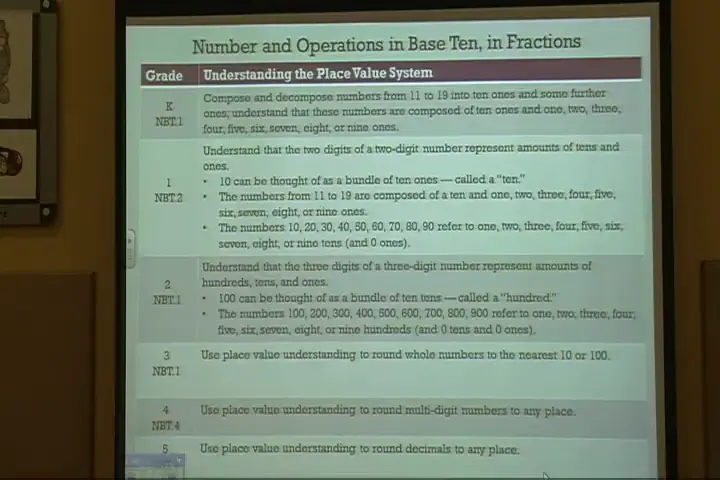 Number and Operations in Base Ten, in Fractions
Grade Understanding the Place Value System
K
NBT.1
Compose and decompose numbers from 11 to 19 into ten ones and some further
ones, understand that these numbers are composed of ten ones and one, two, three,
four, five, six, seven, eight, or nine ones.
1
NBT.2
Understand that the two digits of a two-digit number represent amounts of tens and
ones.
• 10 can be thought of as a bundle of ten ones — called a "ten."
• The numbers from 11 to 19 are composed of a ten and one, two, three, four, five,
six, seven, eight, or nine ones.
• The numbers 10, 20, 30, 40, 50, 60, 70, 80, 90 refer to one, two, three, four, five, six,
seven, eight, or nine tens (and 0 ones).
2
NBT.1
Understand that the three digits of a three-digit number represent amounts of
hundreds, tens, and ones.
• 100 can be thought of as a bundle of ten tens — called a "hundred."
• The numbers 100, 200, 300, 400, 500, 600, 700, 800, 900 refer to one, two, three, four,
five, six, seven, eight, or nine hundreds (and 0 tens and 0 ones).
3
NBT.1
Use place value understanding to round whole numbers to the nearest 10 or 100.
4
NBT.4
Use place value understanding to round multi-digit numbers to any place.
5
Use place value understanding to round decimals to any place.